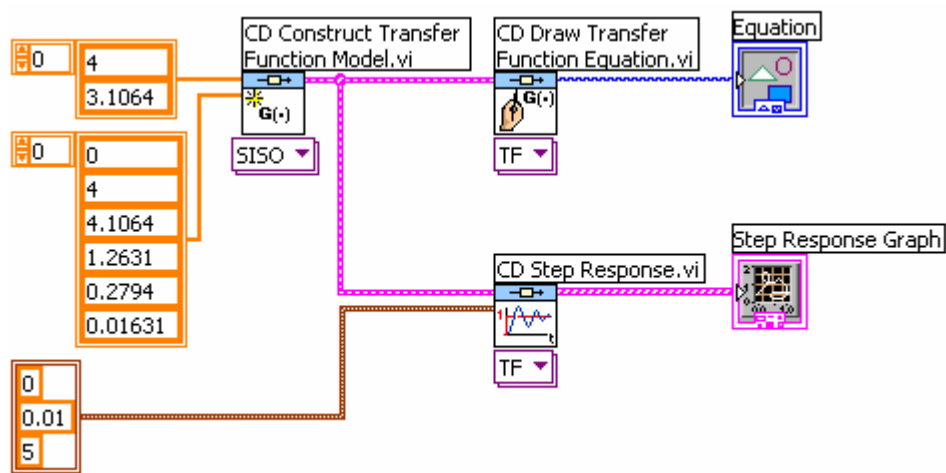 CD Construct Transfer
Function Model.vi
CD Draw Transfer
Function Equation.vi
Equation
0
4
3.1064
G(·)
SISO
G(·)
TF
0
0
4
4.1064
1.2631
0.2794
0.01631
Step Response Graph
CD Step Response.vi
1
t
TF
0
0.01
5